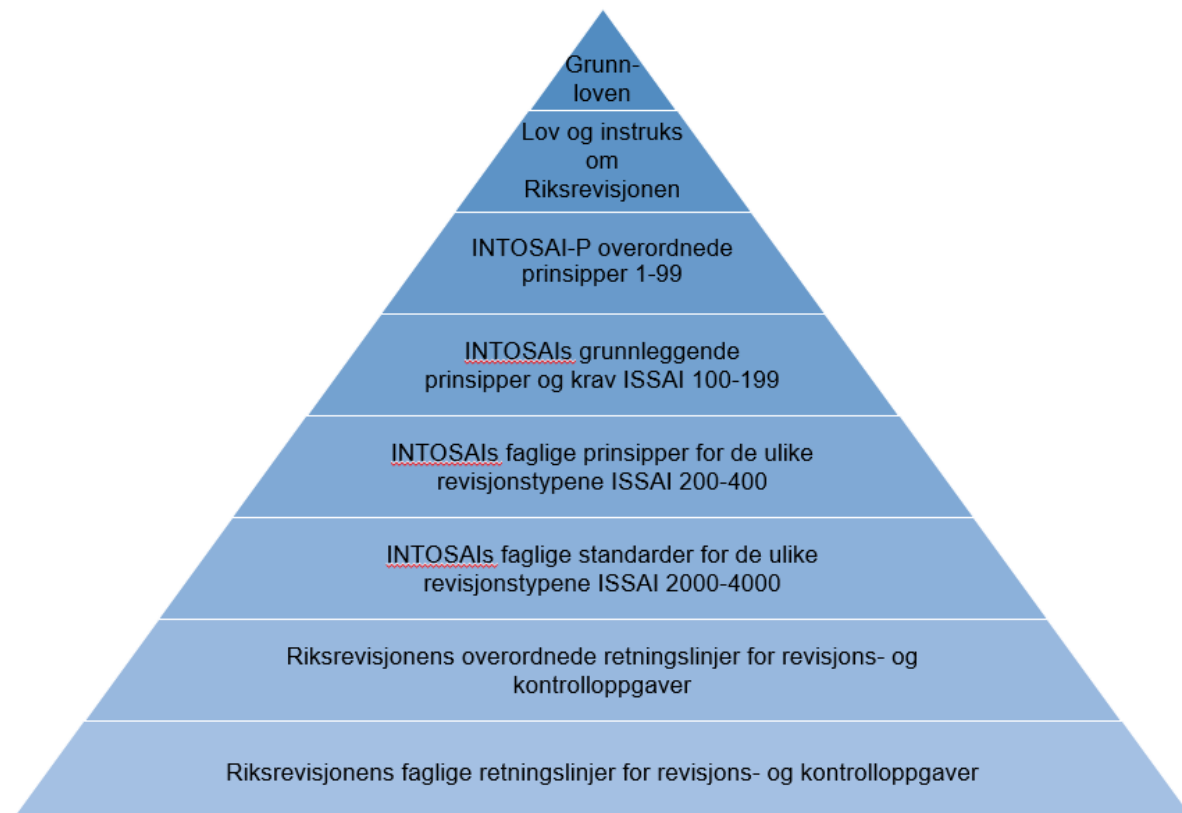 Grunn-
loven
Lov og instruks
om
Riksrevisjonen
INTOSAI-P overordnede
prinsipper 1-99
INTOSAIs grunnleggende
prinsipper og krav ISSAI 100-199
INTOSAIs faglige prinsipper for de ulike
revisjonstypene ISSAI 200-400
INTOSAIs faglige standarder for de ulike
revisjonstypene ISSAI 2000-4000
Riksrevisjonens overordnede retningslinjer for revisjons- og
kontrolloppgaver
Riksrevisjonens faglige retningslinjer for revisjons- og kontrolloppgaver